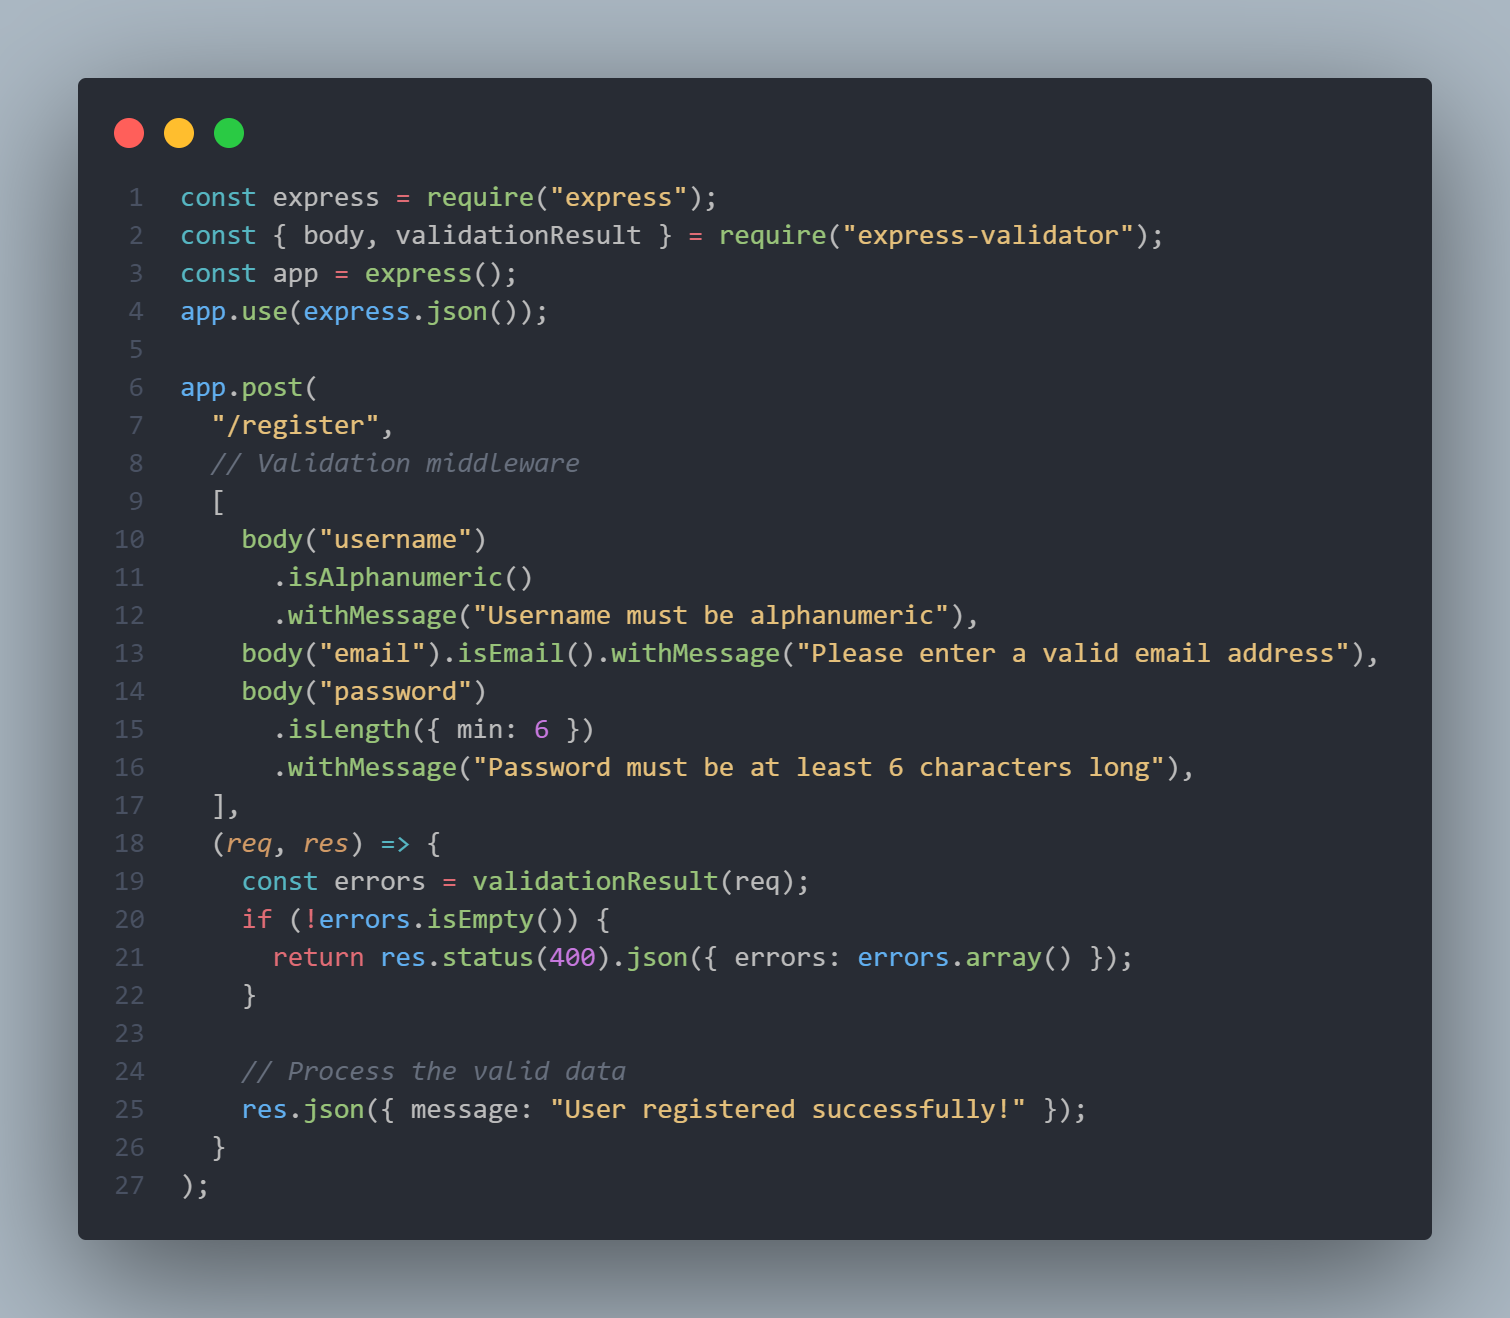 1 const express = require("express");
2 const { body, validationResult } = require("express-validator");
3 const app = express();
4 app.use(express.json());
5
6 app.post(
7   "/register",
8   // Validation middleware
9   [
10     body("username")
11       .isAlphanumeric()
12       .withMessage("Username must be alphanumeric"),
13     body("email").isEmail().withMessage("Please enter a valid email address"),
14     body("password")
15       .isLength({ min: 6 })
16       .withMessage("Password must be at least 6 characters long"),
17   ],
18   (req, res) => {
19     const errors = validationResult(req);
20     if (!errors.isEmpty()) {
21       return res.status(400).json({ errors: errors.array() });
22     }
23
24     // Process the valid data
25     res.json({ message: "User registered successfully!" });
26   }
27 );